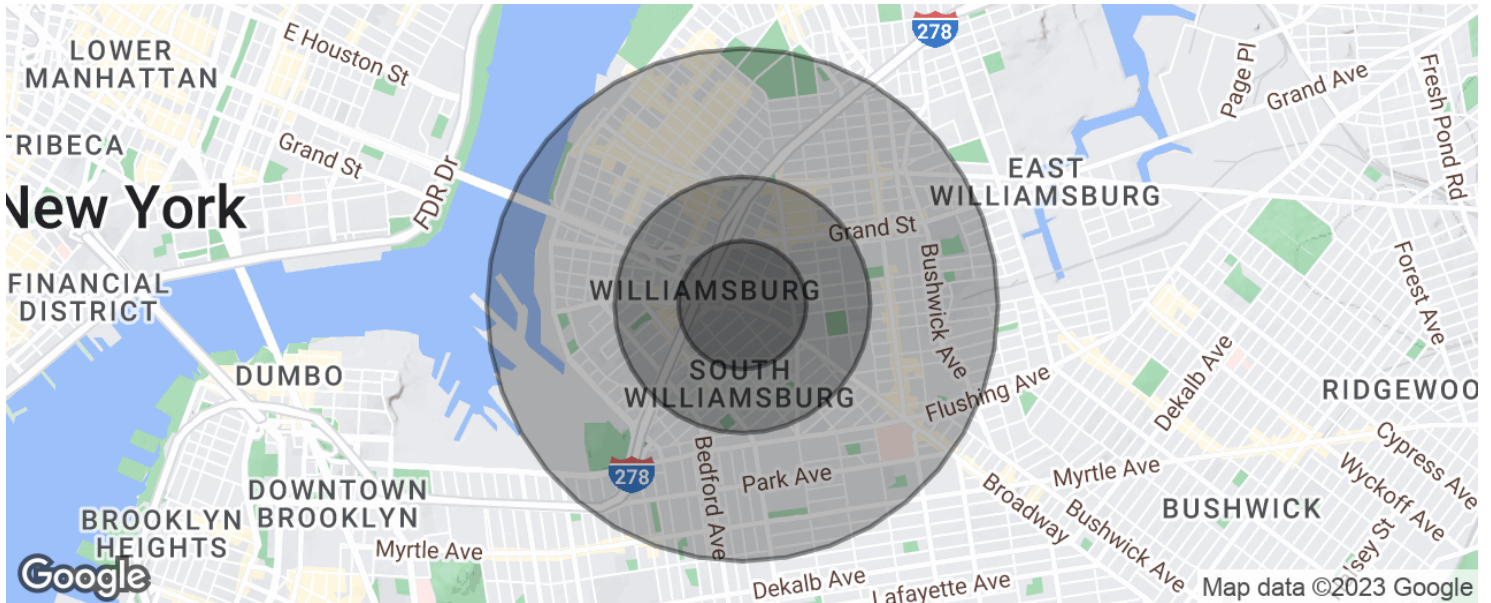 LOWER
MANHATTAN
E Houston St
278
Page Pl
Grand Ave
Fresh Pond Rd
TRIBECA
Grand St
FDR Dr
EAST
WILLIAMSBURG
New York
Grand St
Bushwick Ave
Forest Ave
FINANCIAL
DISTRICT
WILLIAMSBURG
DUMBO
SOUTH
WILLIAMSBURG
Flushing Ave
Dekalb Ave
RIDGEWOO
278
Bedford Ave
Park Ave
Myrtle Ave
Cypress Ave
Wyckoff Ave
DOWNTOWN
BROOKLYN
Broadway
Bushwick Ave
BUSHWICK
BROOKLYN
HEIGHTS
Myrtle Ave
Dekalb Ave
Lafayette Ave
lsey St
Google
Map data ©2023 Google